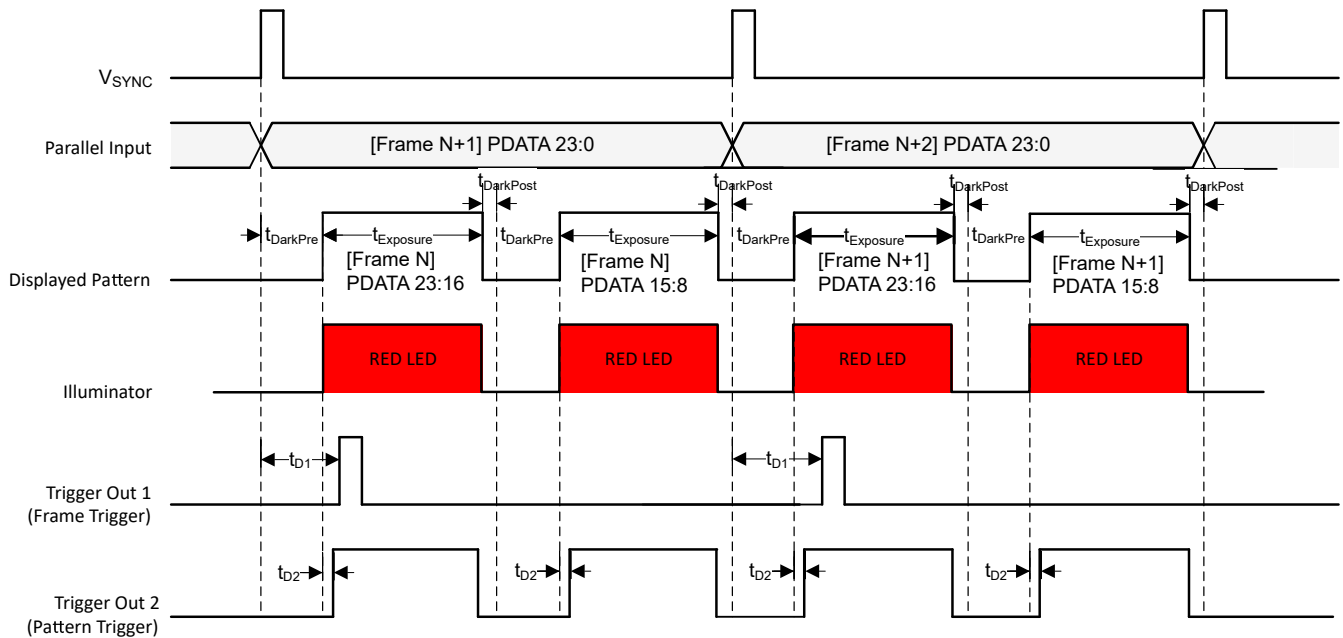 VSYNC
Parallel Input
[Frame N+1] PDATA 23:0
[Frame N+2] PDATA 23:0
tDarkPost
tDarkPost
tDarkPost
tDarkPost
tDarkPre
tExposure
tDarkPre
tExposure
tDarkPre
tExposure
tDarkPre
tExposure
Displayed Pattern
[Frame N]
PDATA 23:16
[Frame N]
PDATA 15:8
[Frame N+1]
PDATA 23:16
[Frame N+1]
PDATA 15:8
Illuminator
RED LED
RED LED
RED LED
RED LED
tD1
tD1
Trigger Out 1
(Frame Trigger)
tD2
tD2
tD2
tD2
Trigger Out 2
(Pattern Trigger)